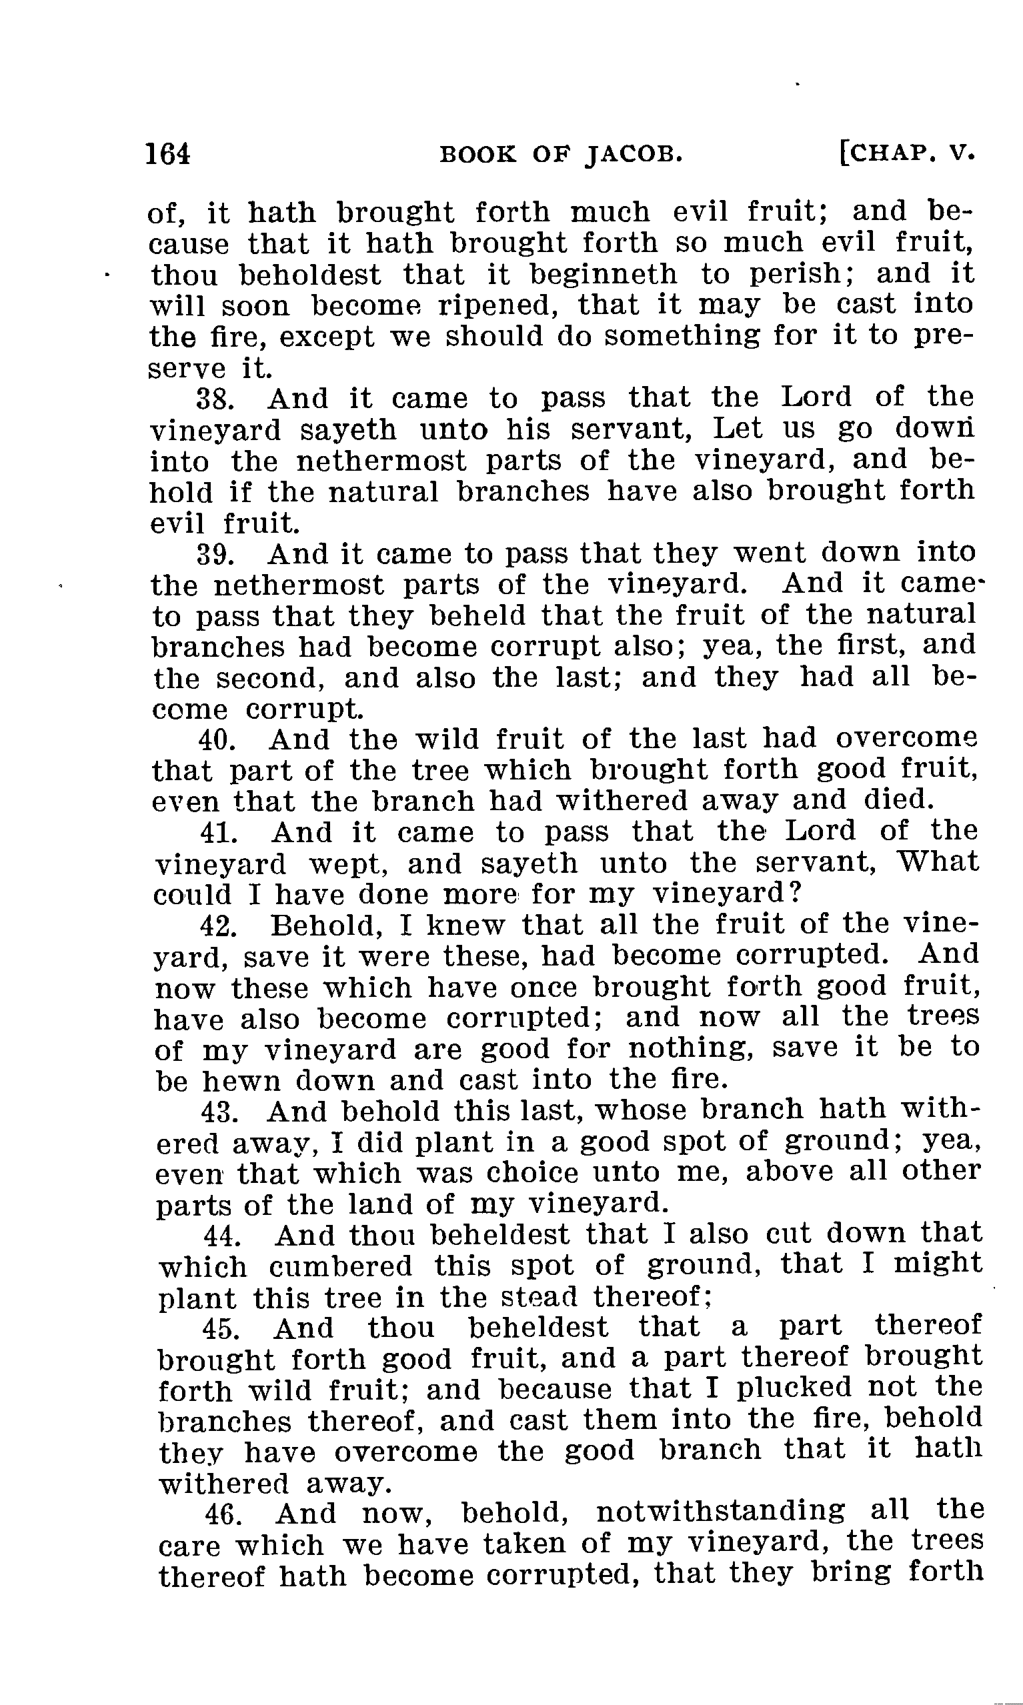 164 BOOK OF JACOB. [CHAP. V.
of, it hath brought forth much evil fruit; and be-
cause that it hath brought forth so much evil fruit,
thou beholdest that it beginneth to perish; and it
will soon become ripened, that it may be cast into
the fire, except we should do something for it to pre-
serve it.
38. And it came to pass that the Lord of the
vineyard sayeth unto his servant, Let us go down
into the nethermost parts of the vineyard, and be-
hold if the natural branches have also brought forth
evil fruit.
39. And it came to pass that they went down into
the nethermost parts of the vineyard. And it came
to pass that they beheld that the fruit of the natural
branches had become corrupt also; yea, the first, and
the second, and also the last; and they had all be-
come corrupt.
40. And the wild fruit of the last had overcome
that part of the tree which brought forth good fruit,
even that the branch had withered away and died.
41. And it came to pass that the Lord of the
vineyard wept, and sayeth unto the servant, What
could I have done more for my vineyard?
42. Behold, I knew that all the fruit of the vine-
yard, save it were these, had become corrupted. And
now these which have once brought forth good fruit,
have also become corrupted; and now all the trees
of my vineyard are good for nothing, save it be to
be hewn down and cast into the fire.
43. And behold this last, whose branch hath with-
ered away, I did plant in a good spot of ground; yea,
even that which was choice unto me, above all other
parts of the land of my vineyard.
44. And thou beheldest that I also cut down that
which cumbered this spot of ground, that I might
plant this tree in the stead thereof;
45. And thou beheldest that a part thereof
brought forth good fruit, and a part thereof brought
forth wild fruit; and because that I plucked not the
branches thereof, and cast them into the fire, behold
they have overcome the good branch that it hath
withered away.
46. And now, behold, notwithstanding all the
care which we have taken of my vineyard, the trees
thereof hath become corrupted, that they bring forth